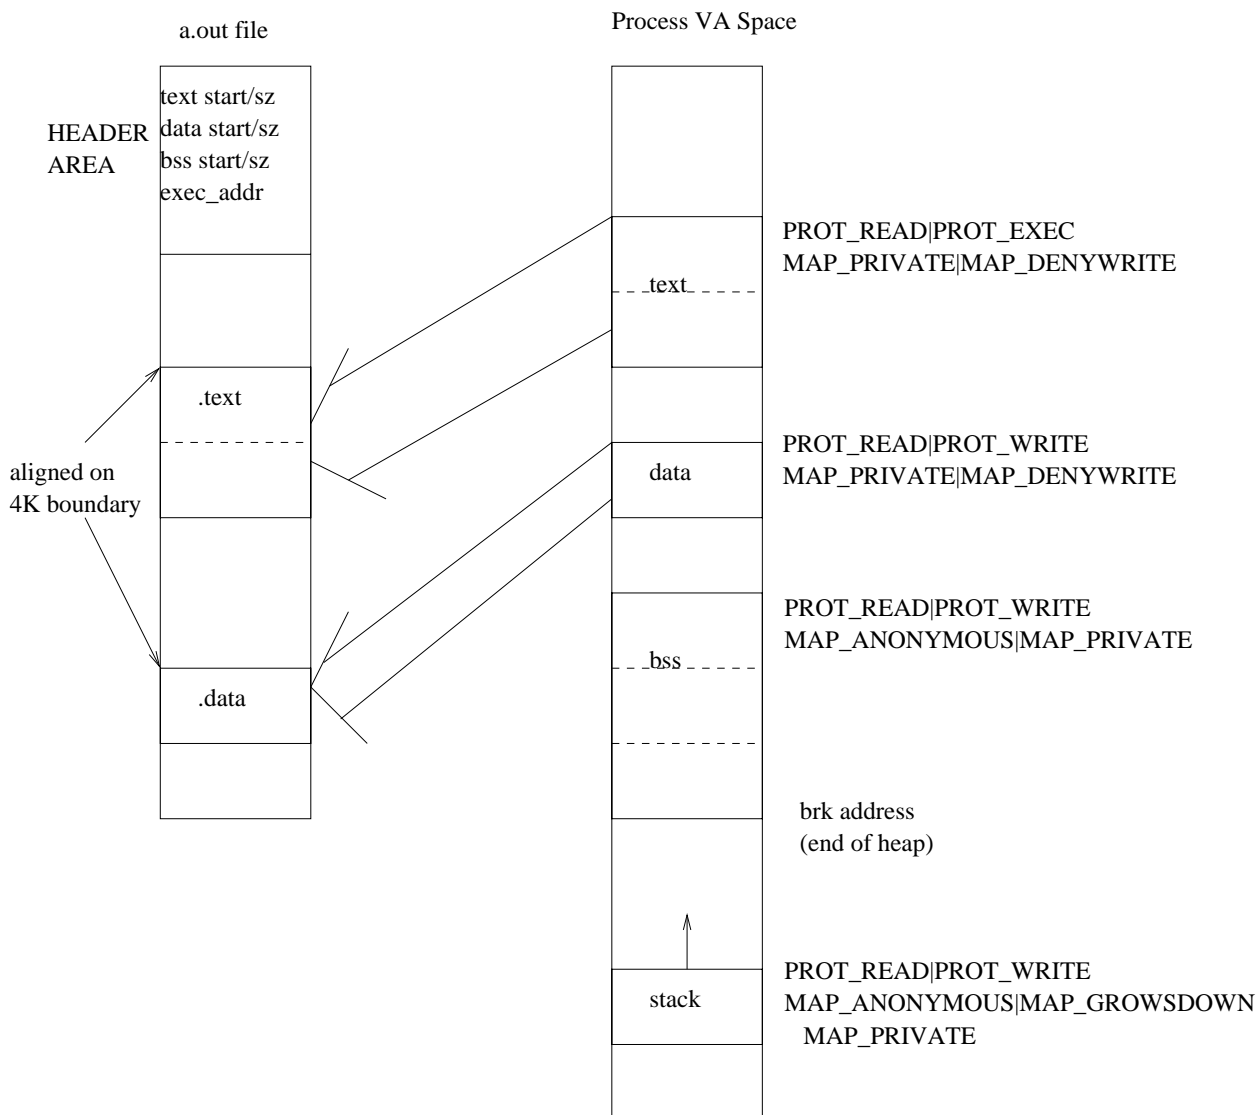 a.out file
Process VA Space
HEADER
AREA
text start/sz
data start/sz
bss start/sz
exec_addr
PROT_READ|PROT_EXEC
MAP_PRIVATE|MAP_DENYWRITE
text
.text
aligned on
4K boundary
PROT_READ|PROT_WRITE
MAP_PRIVATE|MAP_DENYWRITE
data
PROT_READ|PROT_WRITE
MAP_ANONYMOUS|MAP_PRIVATE
bss
.data
brk address
(end of heap)
PROT_READ|PROT_WRITE
MAP_ANONYMOUS|MAP_GROWSDOWN
MAP_PRIVATE
stack